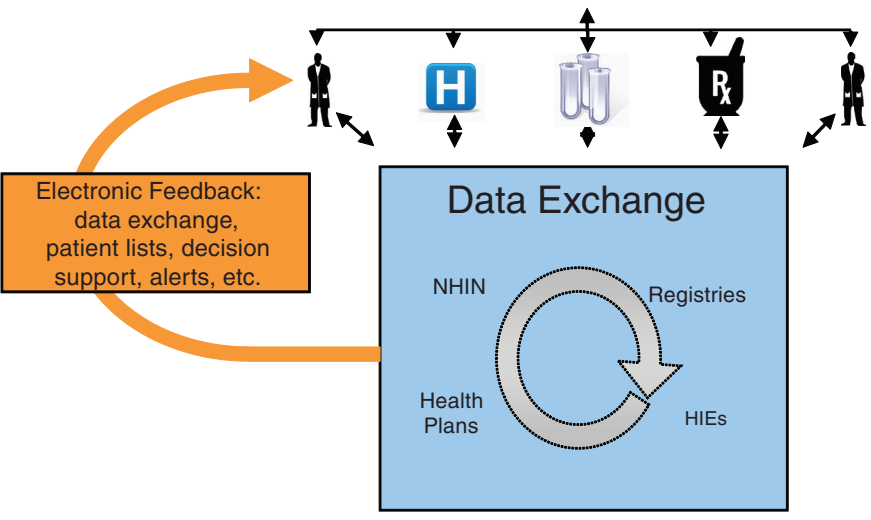 H
Rx
Electronic Feedback:
data exchange,
patient lists, decision
support, alerts, etc.
Data Exchange
NHIN
Registries
Health
Plans
HIEs